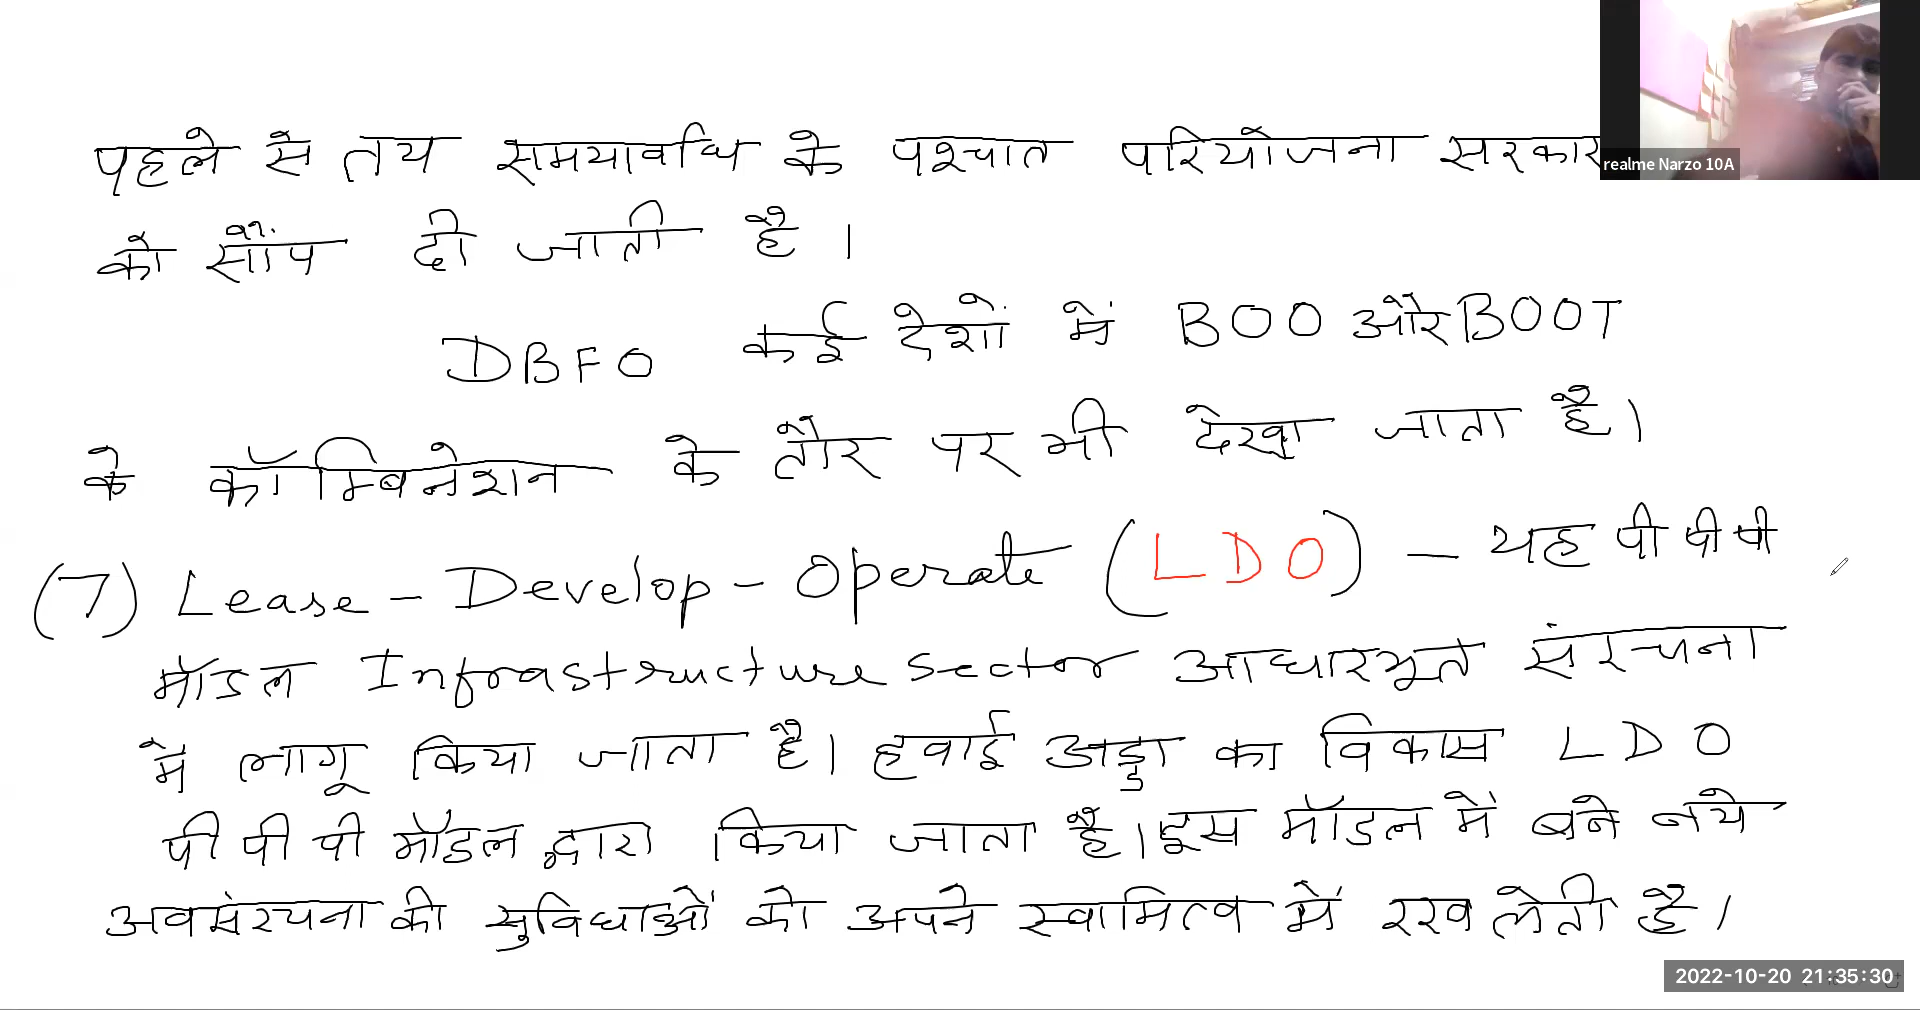 पहले से तय समयावधि के पश्चात परियोजना सरकार
realme Narzo 10A
को सौंप दी जाती है ।
DBFO कई देशों में BOO और BOOT
के कॉम्बिनेशन के तौर पर भी देखा जाता है।
(7) Lease - Develop - Operate (LDO) – यह पी पी पी
मॉडल Infrastructure sector आधारभूत संरचना
में लागू किया जाता है। हवाई अड्डा का विकास LDO
पी पी पी मॉडल द्वारा किया जाता है। इस मॉडल में बने नये
अवसंरचना की सुविधाओं को अपने स्वामित्व में रख लेती है।
2022-10-20 21:35:30